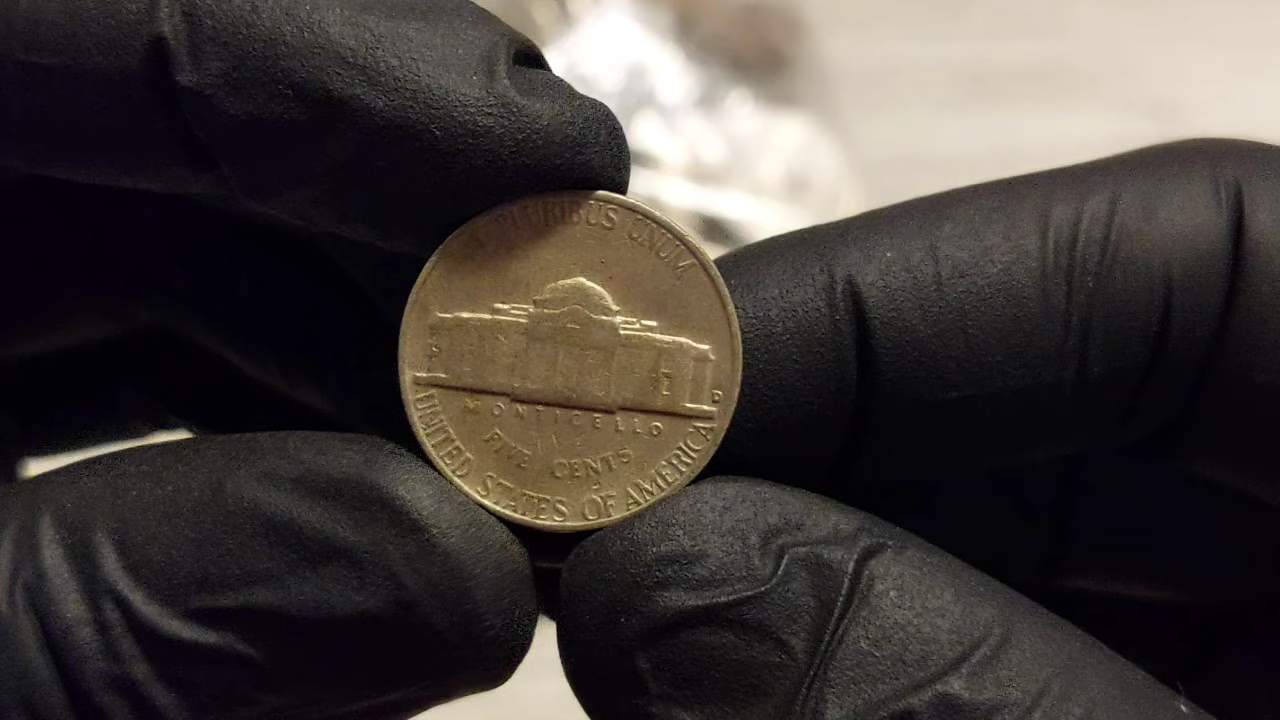 PLURIBUS UNUM
D
MONTICELLO
FIVE CENTS
UNITED STATES OF AMERICA